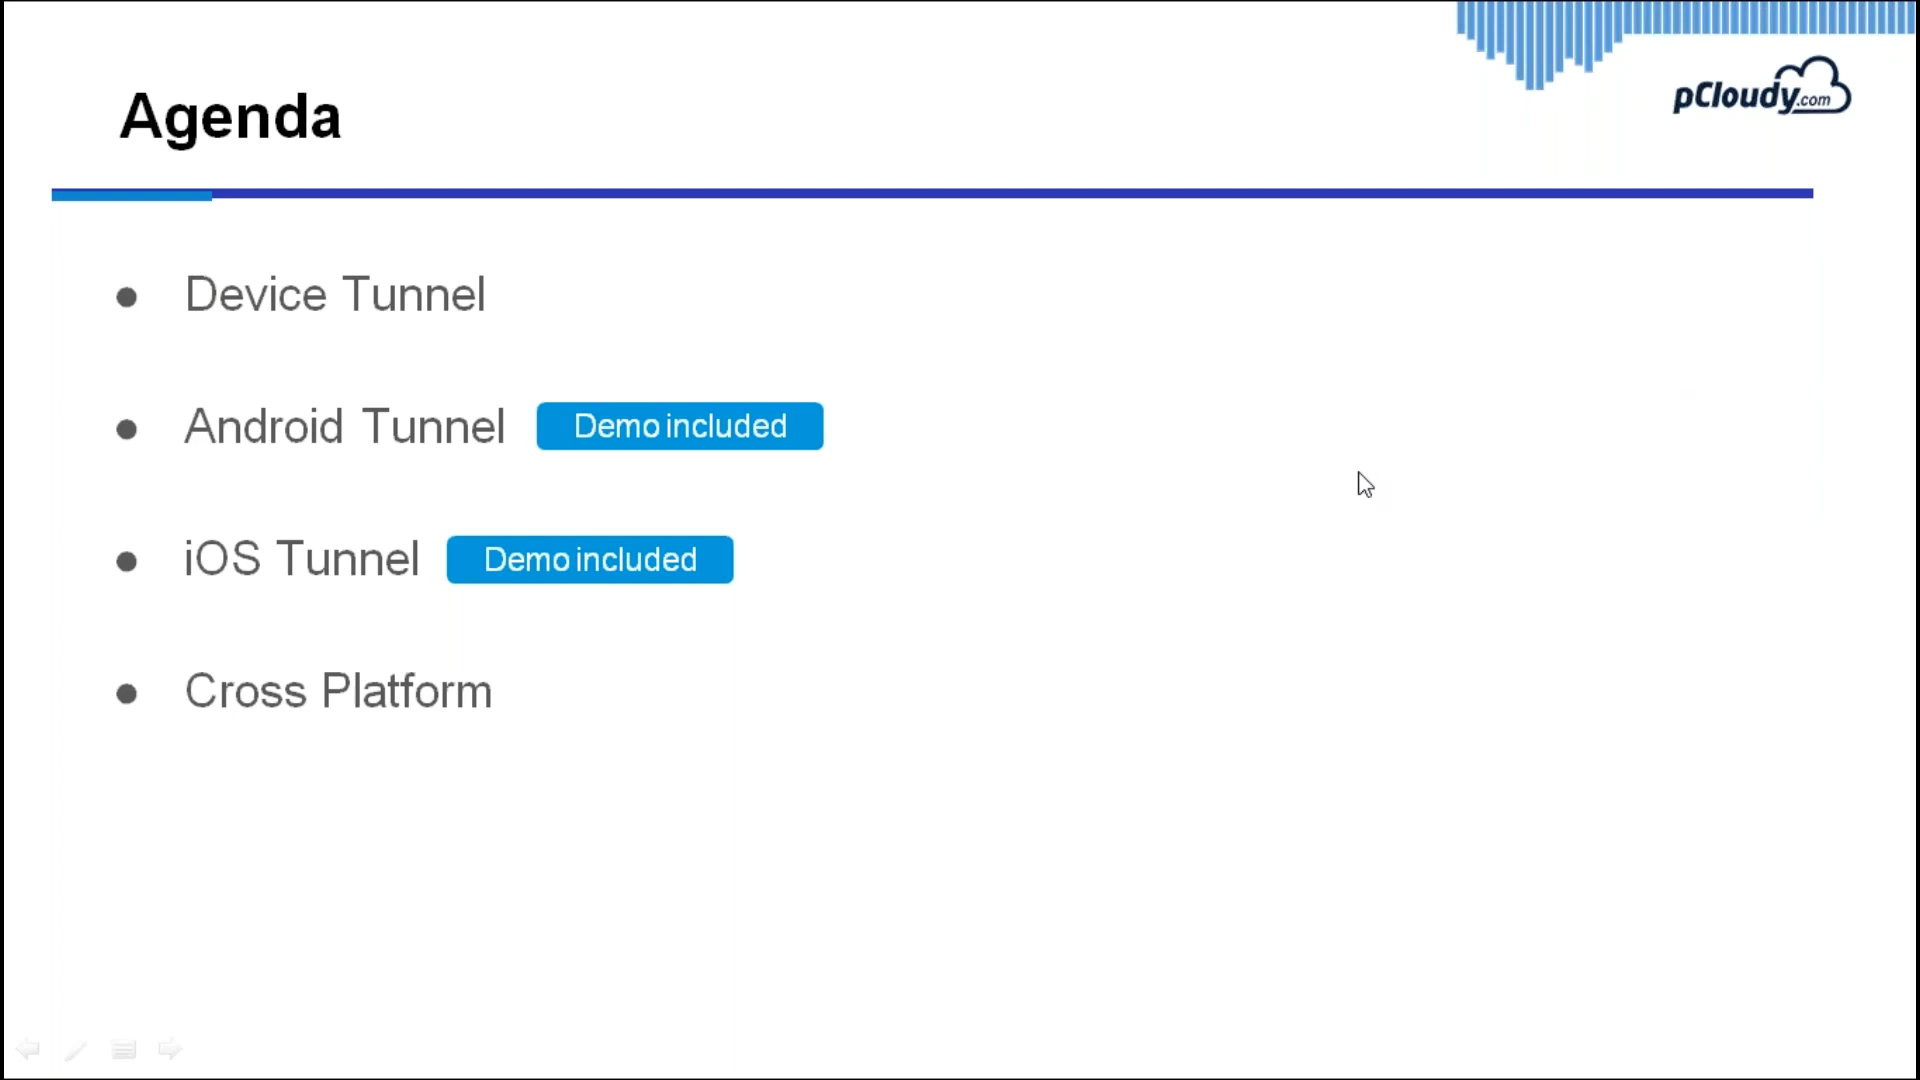 pCloudy.com
Agenda
Device Tunnel
Android Tunnel Demo included
iOS Tunnel Demo included
Cross Platform